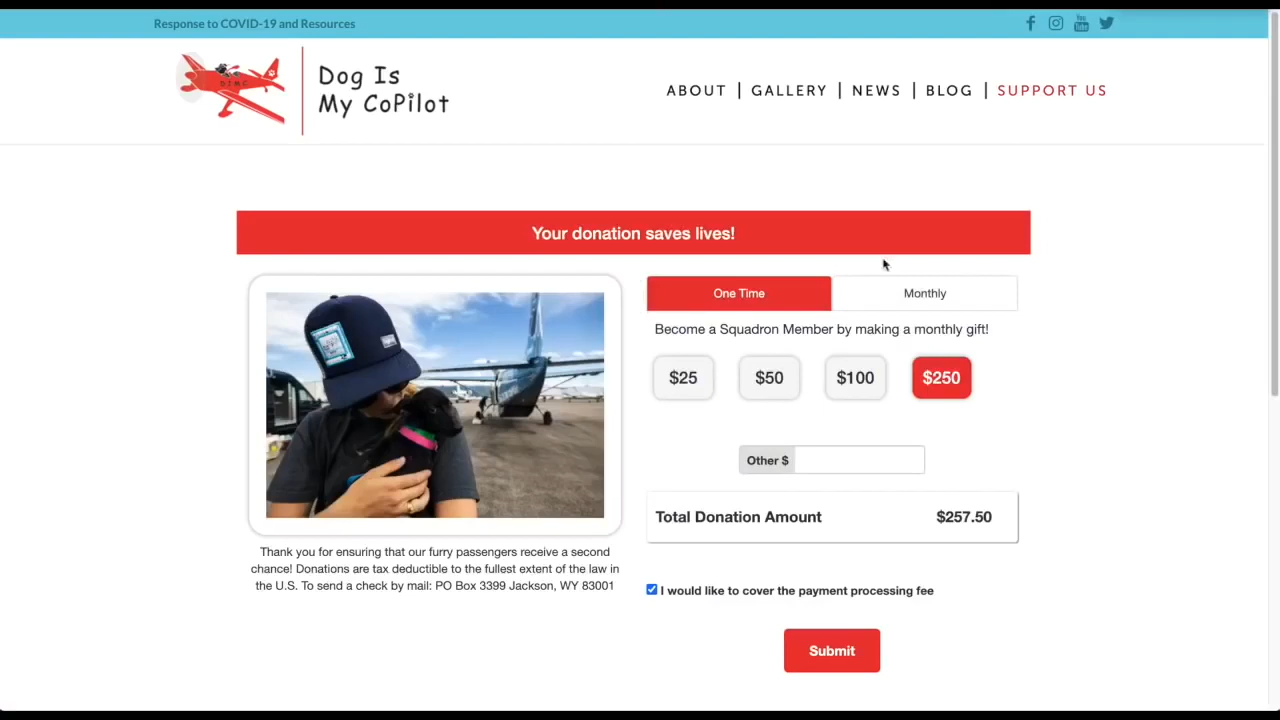 Response to COVID-19 and Resources
Dog Is
My CoPilot
ABOUT | GALLERY | NEWS | BLOG | SUPPORT US
Your donation saves lives!
One Time
Monthly
Become a Squadron Member by making a monthly gift!
$25
$50
$100
$250
Other $
Total Donation Amount
$257.50
Thank you for ensuring that our furry passengers receive a second
chance! Donations are tax deductible to the fullest extent of the law in
the U.S. To send a check by mail: PO Box 3399 Jackson, WY 83001
I would like to cover the payment processing fee
Submit